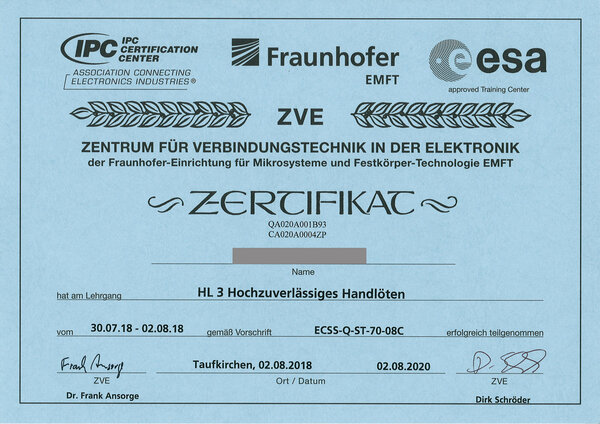 IPC IPC CERTIFICATION CENTER
ASSOCIATION CONNECTING
ELECTRONICS INDUSTRIES®
Fraunhofer
EMFT
esa
approved Training Center
ZVE
ZENTRUM FÜR VERBINDUNGSTECHNIK IN DER ELEKTRONIK
der Fraunhofer-Einrichtung für Mikrosysteme und Festkörper-Technologie EMFT
ZERTIFIKAT
QA020A001B93
CA020A0004ZP
Name
hat am Lehrgang HL 3 Hochzuverlässiges Handlöten
vom 30.07.18 - 02.08.18 gemäß Vorschrift ECSS-Q-ST-70-08C erfolgreich teilgenommen
Frank Ansorge Taufkirchen, 02.08.2018 02.08.2020
ZVE Ort / Datum ZVE
Dr. Frank Ansorge Dirk Schröder